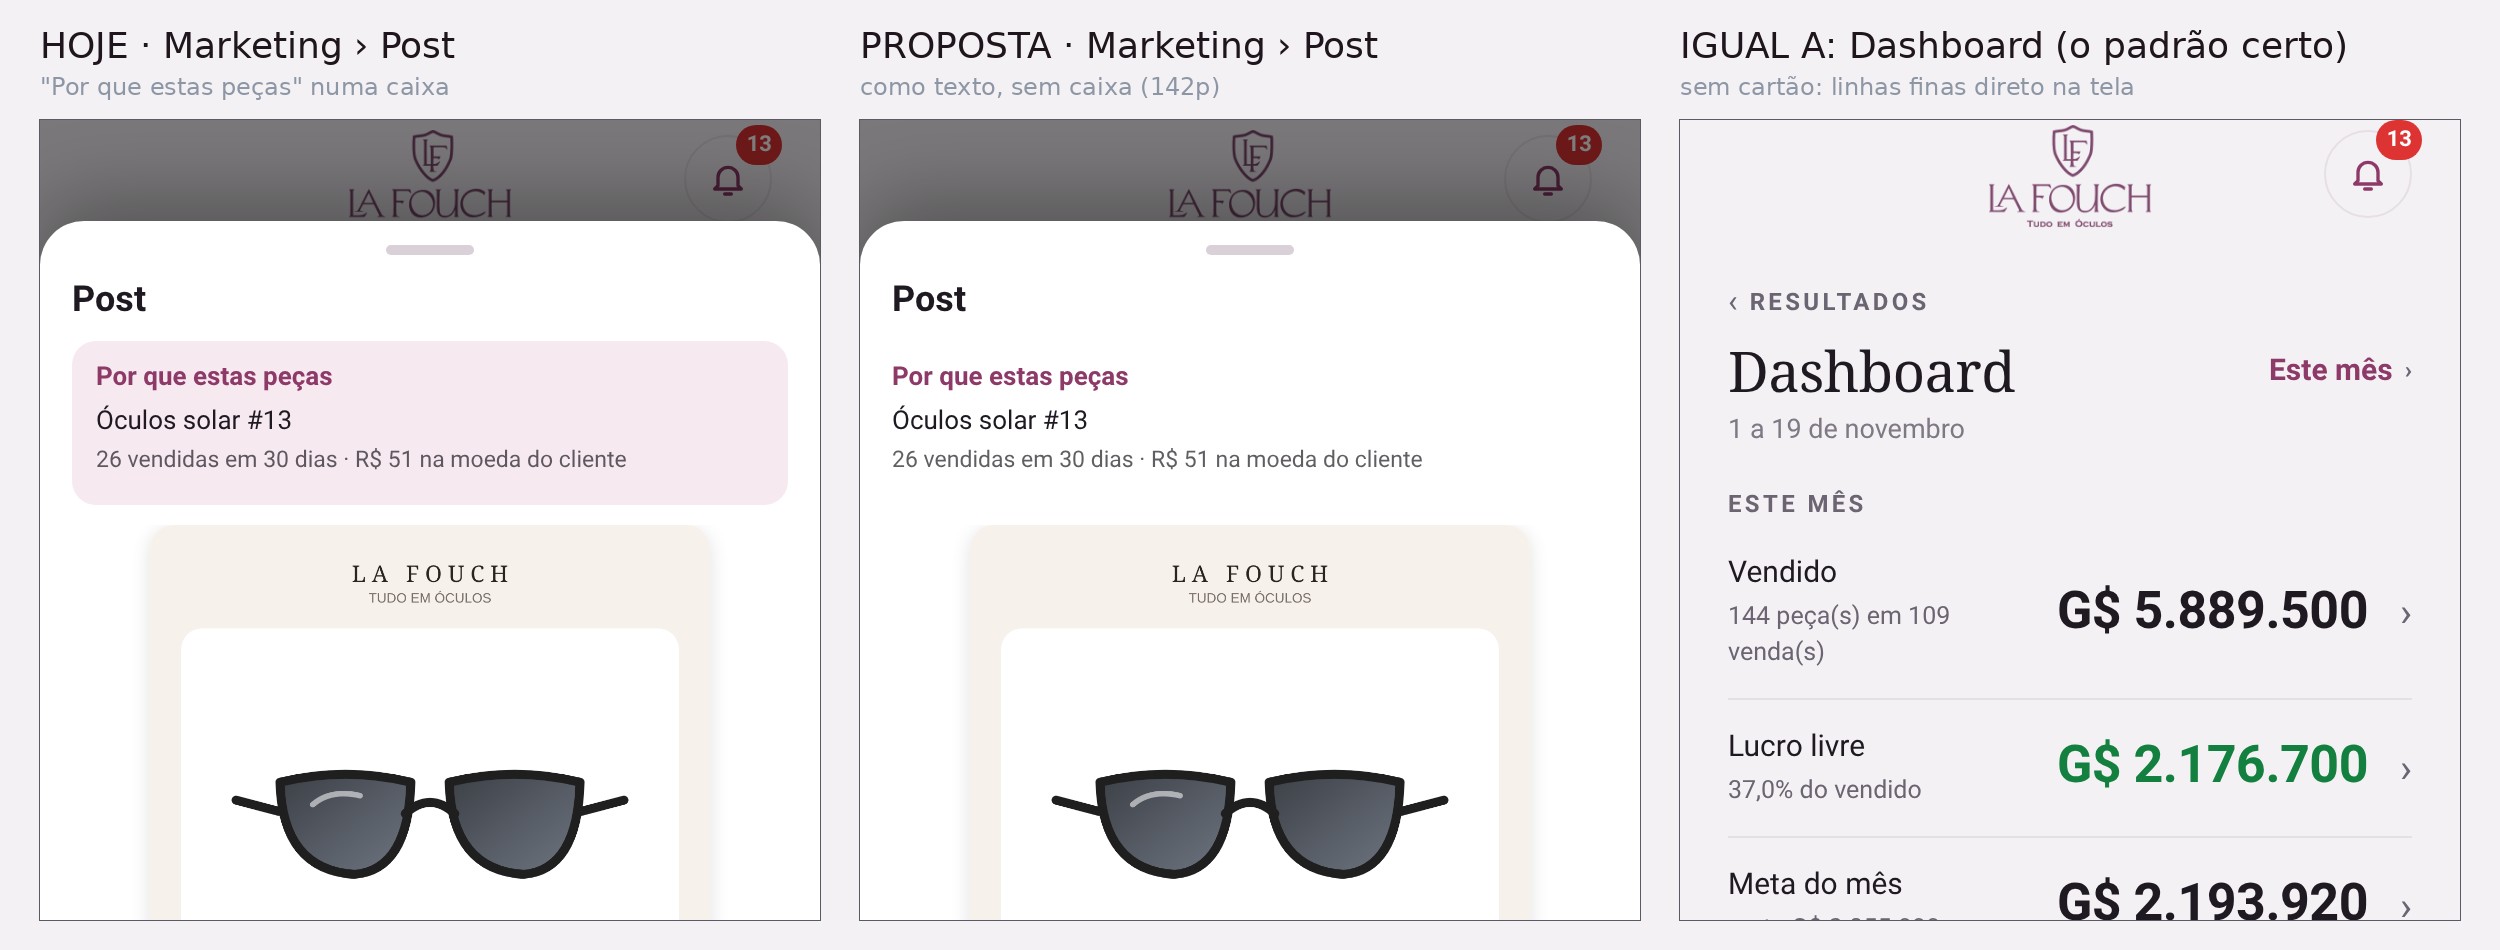 HOJE · Marketing › Post
"Por que estas peças" numa caixa
13
LF
LA FOUCH
Post
Por que estas peças
Óculos solar #13
26 vendidas em 30 dias · R$ 51 na moeda do cliente
LA FOUCH
TUDO EM ÓCULOS
PROPOSTA · Marketing › Post
como texto, sem caixa (142p)
13
LF
LA FOUCH
Post
Por que estas peças
Óculos solar #13
26 vendidas em 30 dias · R$ 51 na moeda do cliente
LA FOUCH
TUDO EM ÓCULOS
IGUAL A: Dashboard (o padrão certo)
sem cartão: linhas finas direto na tela
13
LF
LA FOUCH
Tudo em Óculos
‹ RESULTADOS
Dashboard
Este mês ›
1 a 19 de novembro
ESTE MÊS
Vendido
144 peça(s) em 109
venda(s)
G$ 5.889.500 ›
Lucro livre
37,0% do vendido
G$ 2.176.700 ›
Meta do mês
G$ 2.193.920 ›